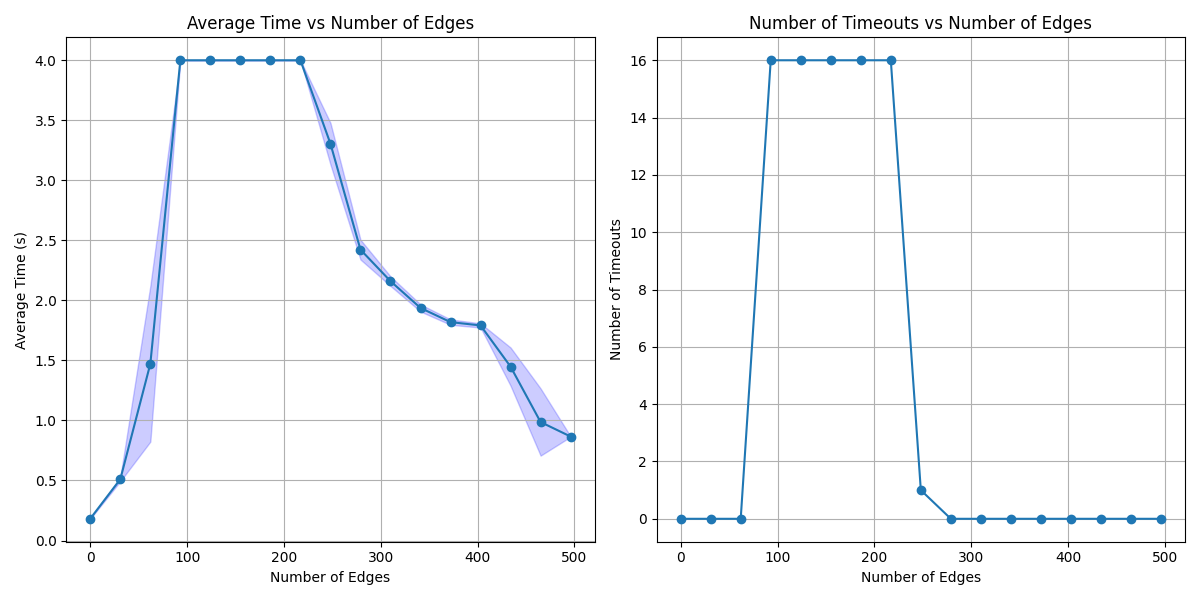 Average Time vs Number of Edges
4.0
3.5
3.0
2.5
2.0
1.5
1.0
0.5
0.0
Average Time (s)
0 100 200 300 400 500
Number of Edges
Number of Timeouts vs Number of Edges
16
14
12
10
8
6
4
2
0
Number of Timeouts
0 100 200 300 400 500
Number of Edges